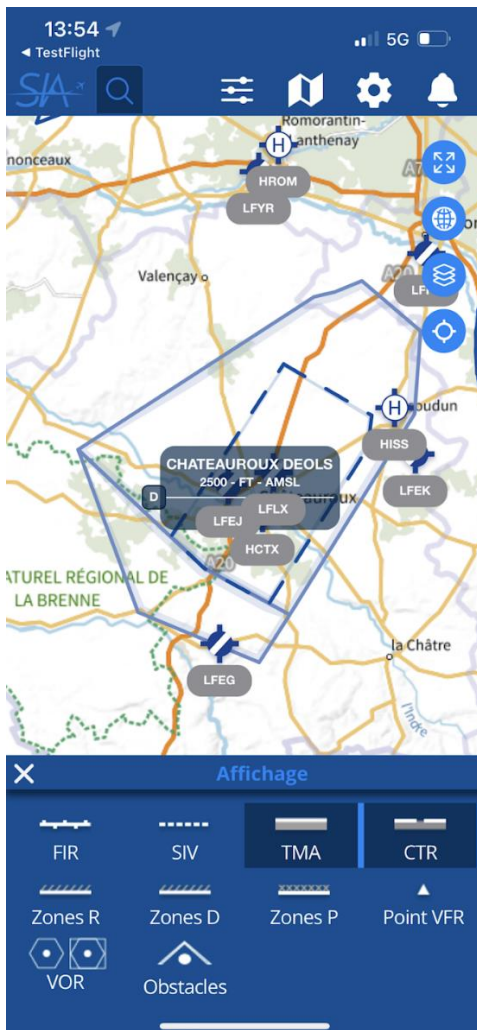 13:54
◀ TestFlight
5G
SIA
Romorantin-
Lanthenay
nonceaux
HROM
LFYR
Valençay
A20
oudun
HISS
CHATEAUROUX DEOLS
2500 - FT - AMSL
D
LFLX
LFEJ
HCTX
LFEK
A20
ATUREL RÉGIONAL DE
LA BRENNE
LFEG
la Châtre
l'Indre
Affichage
FIR
SIV
TMA
CTR
Zones R
Zones D
Zones P
Point VFR
VOR
Obstacles